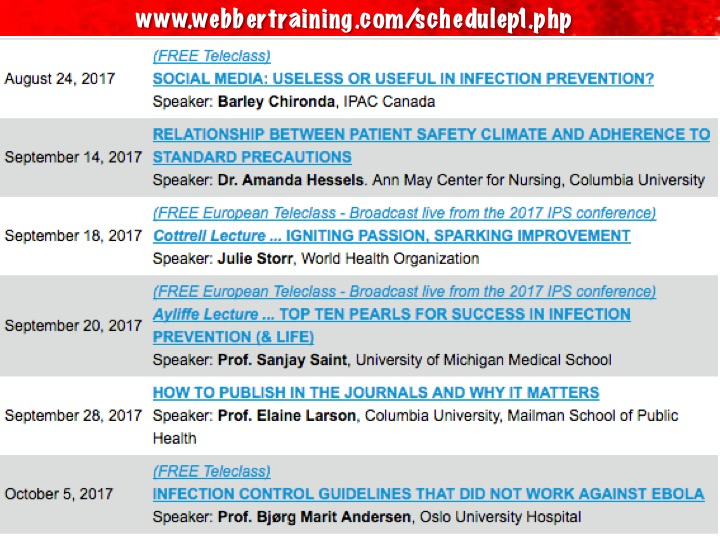 www.webbertraining.com/schedulep1.php
(FREE Teleclass)
August 24, 2017
SOCIAL MEDIA: USELESS OR USEFUL IN INFECTION PREVENTION?
Speaker: Barley Chironda, IPAC Canada
RELATIONSHIP BETWEEN PATIENT SAFETY CLIMATE AND ADHERENCE TO
September 14, 2017
STANDARD PRECAUTIONS
Speaker: Dr. Amanda Hessels. Ann May Center for Nursing, Columbia University
(FREE European Teleclass - Broadcast live from the 2017 IPS conference)
September 18, 2017
Cottrell Lecture ... IGNITING PASSION, SPARKING IMPROVEMENT
Speaker: Julie Storr, World Health Organization
(FREE European Teleclass - Broadcast live from the 2017 IPS conference)
September 20, 2017
Ayliffe Lecture ... TOP TEN PEARLS FOR SUCCESS IN INFECTION
PREVENTION (& LIFE)
Speaker: Prof. Sanjay Saint, University of Michigan Medical School
HOW TO PUBLISH IN THE JOURNALS AND WHY IT MATTERS
September 28, 2017
Speaker: Prof. Elaine Larson, Columbia University, Mailman School of Public
Health
(FREE Teleclass)
October 5, 2017
INFECTION CONTROL GUIDELINES THAT DID NOT WORK AGAINST EBOLA
Speaker: Prof. Bjørg Marit Andersen, Oslo University Hospital